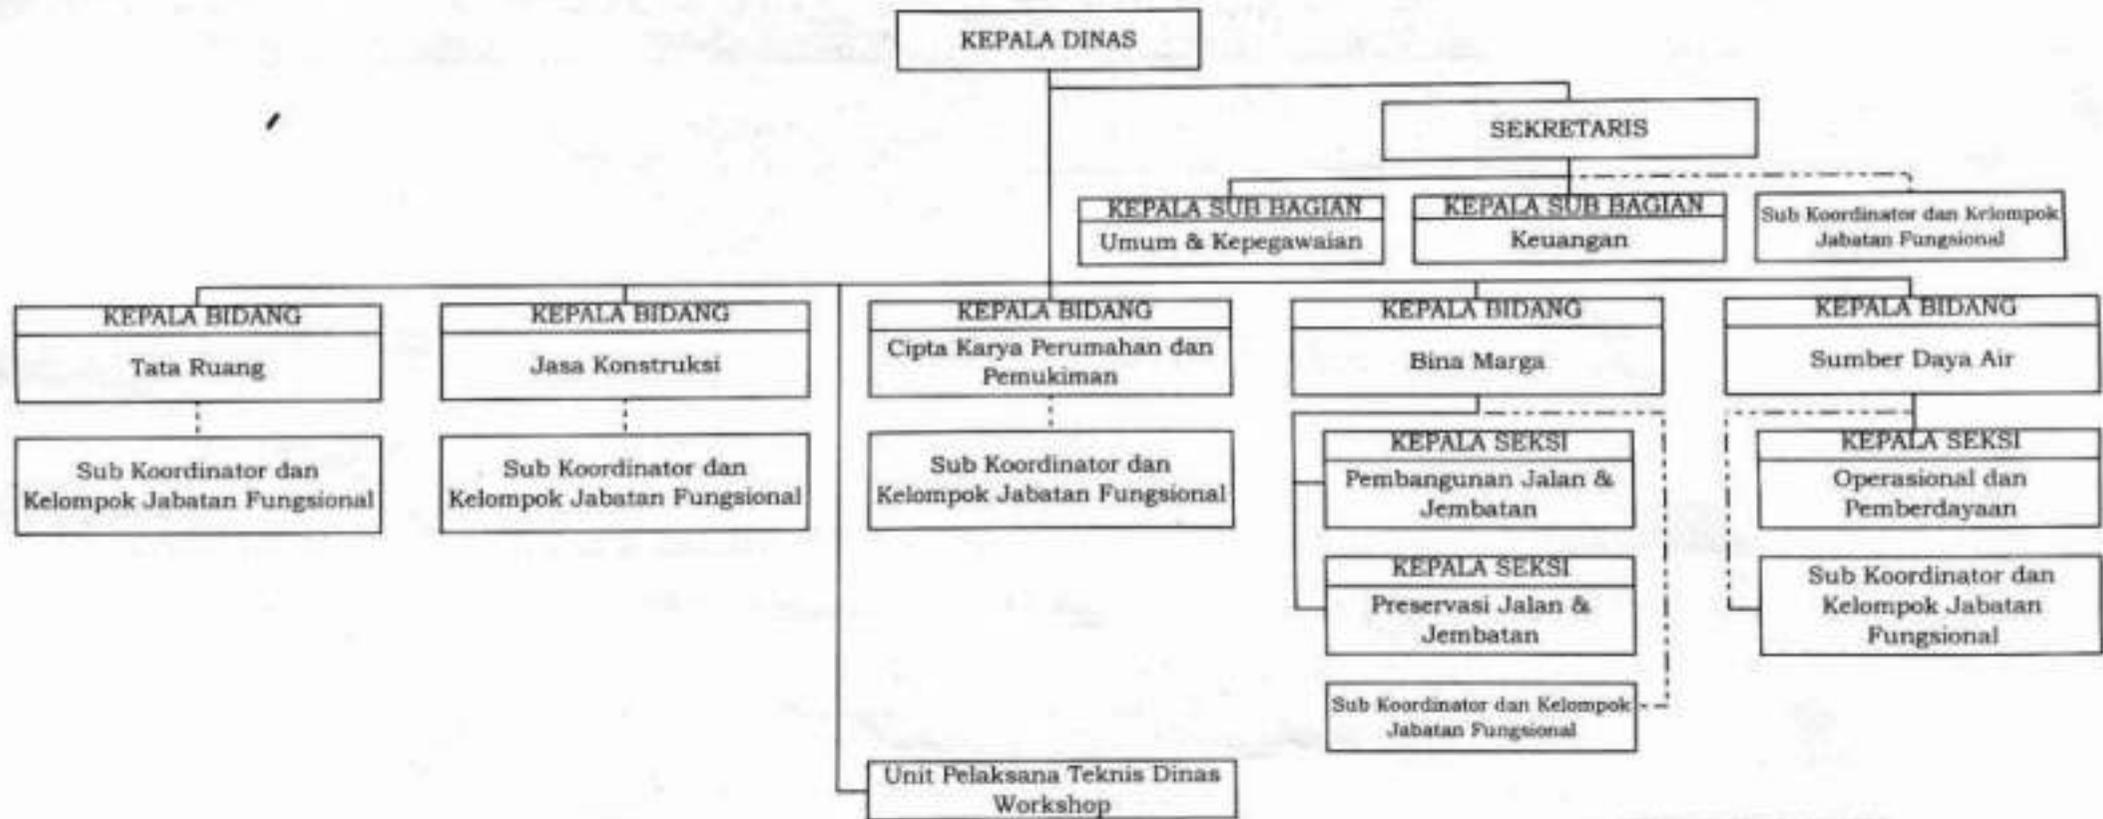 KEPALA DINAS
SEKRETARIS
KEPALA SUB BAGIAN
Umum & Kepegawaian
KEPALA SUB BAGIAN
Keuangan
Sub Koordinator dan Kelompok
Jabatan Fungsional
KEPALA BIDANG
Tata Ruang
KEPALA BIDANG
Jasa Konstruksi
KEPALA BIDANG
Cipta Karya Perumahan dan
Pemukiman
KEPALA BIDANG
Bina Marga
KEPALA BIDANG
Sumber Daya Air
Sub Koordinator dan
Kelompok Jabatan Fungsional
Sub Koordinator dan
Kelompok Jabatan Fungsional
Sub Koordinator dan
Kelompok Jabatan Fungsional
KEPALA SEKSI
Pembangunan Jalan &
Jembatan
KEPALA SEKSI
Preservasi Jalan &
Jembatan
Sub Koordinator dan Kelompok
Jabatan Fungsional
KEPALA SEKSI
Operasional dan
Pemberdayaan
Sub Koordinator dan
Kelompok Jabatan
Fungsional
Unit Pelaksana Teknis Dinas
Workshop